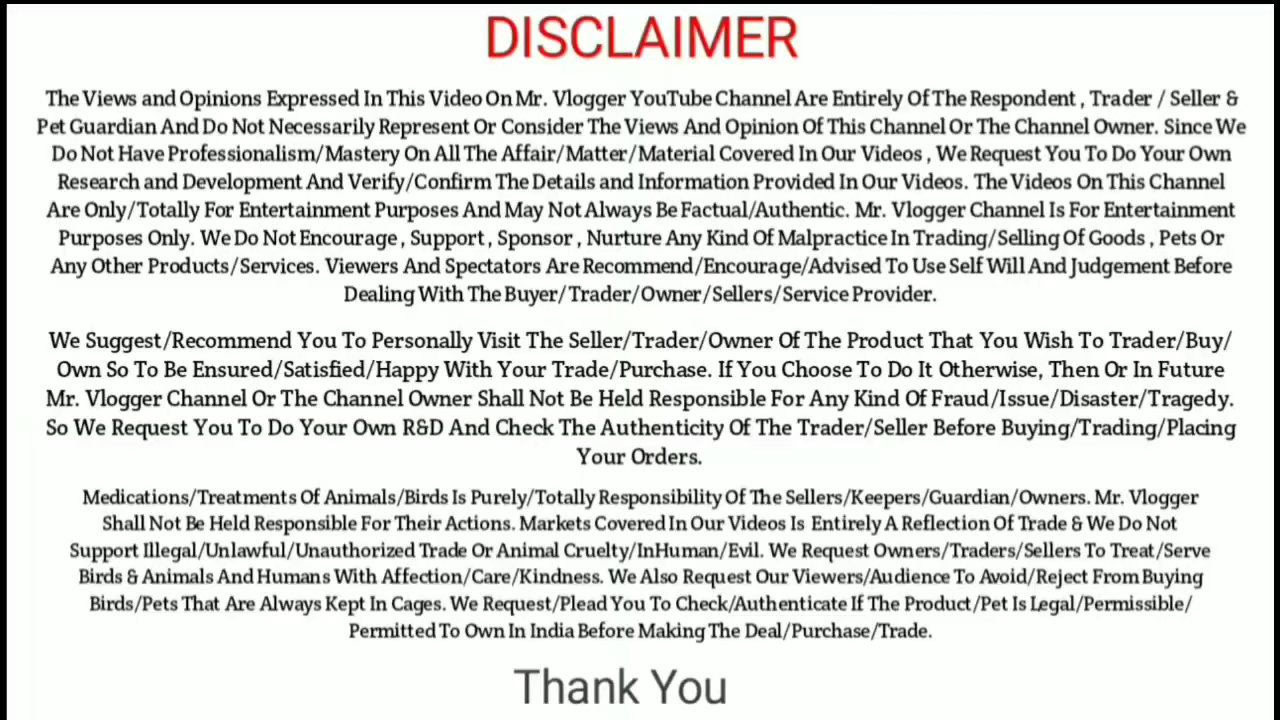 DISCLAIMER
The Views and Opinions Expressed In This Video On Mr. Vlogger YouTube Channel Are Entirely Of The Respondent , Trader / Seller &
Pet Guardian And Do Not Necessarily Represent Or Consider The Views And Opinion Of This Channel Or The Channel Owner. Since We
Do Not Have Professionalism/Mastery On All The Affair/Matter/Material Covered In Our Videos , We Request You To Do Your Own
Research and Development And Verify/Confirm The Details and Information Provided In Our Videos. The Videos On This Channel
Are Only/Totally For Entertainment Purposes And May Not Always Be Factual/Authentic. Mr. Vlogger Channel Is For Entertainment
Purposes Only. We Do Not Encourage , Support , Sponsor , Nurture Any Kind Of Malpractice In Trading/Selling Of Goods , Pets Or
Any Other Products/Services. Viewers And Spectators Are Recommend/Encourage/Advised To Use Self Will And Judgement Before
Dealing With The Buyer/Trader/Owner/Sellers/Service Provider.
We Suggest/Recommend You To Personally Visit The Seller/Trader/Owner Of The Product That You Wish To Trader/Buy/
Own So To Be Ensured/Satisfied/Happy With Your Trade/Purchase. If You Choose To Do It Otherwise, Then Or In Future
Mr. Vlogger Channel Or The Channel Owner Shall Not Be Held Responsible For Any Kind Of Fraud/Issue/Disaster/Tragedy.
So We Request You To Do Your Own R&D And Check The Authenticity Of The Trader/Seller Before Buying/Trading/Placing
Your Orders.
Medications/Treatments Of Animals/Birds Is Purely/Totally Responsibility Of The Sellers/Keepers/Guardian/Owners. Mr. Vlogger
Shall Not Be Held Responsible For Their Actions. Markets Covered In Our Videos Is Entirely A Reflection Of Trade & We Do Not
Support Illegal/Unlawful/Unauthorized Trade Or Animal Cruelty/InHuman/Evil. We Request Owners/Traders/Sellers To Treat/Serve
Birds & Animals And Humans With Affection/Care/Kindness. We Also Request Our Viewers/Audience To Avoid/Reject From Buying
Birds/Pets That Are Always Kept In Cages. We Request/Plead You To Check/Authenticate If The Product/Pet Is Legal/Permissible/
Permitted To Own In India Before Making The Deal/Purchase/Trade.
Thank You